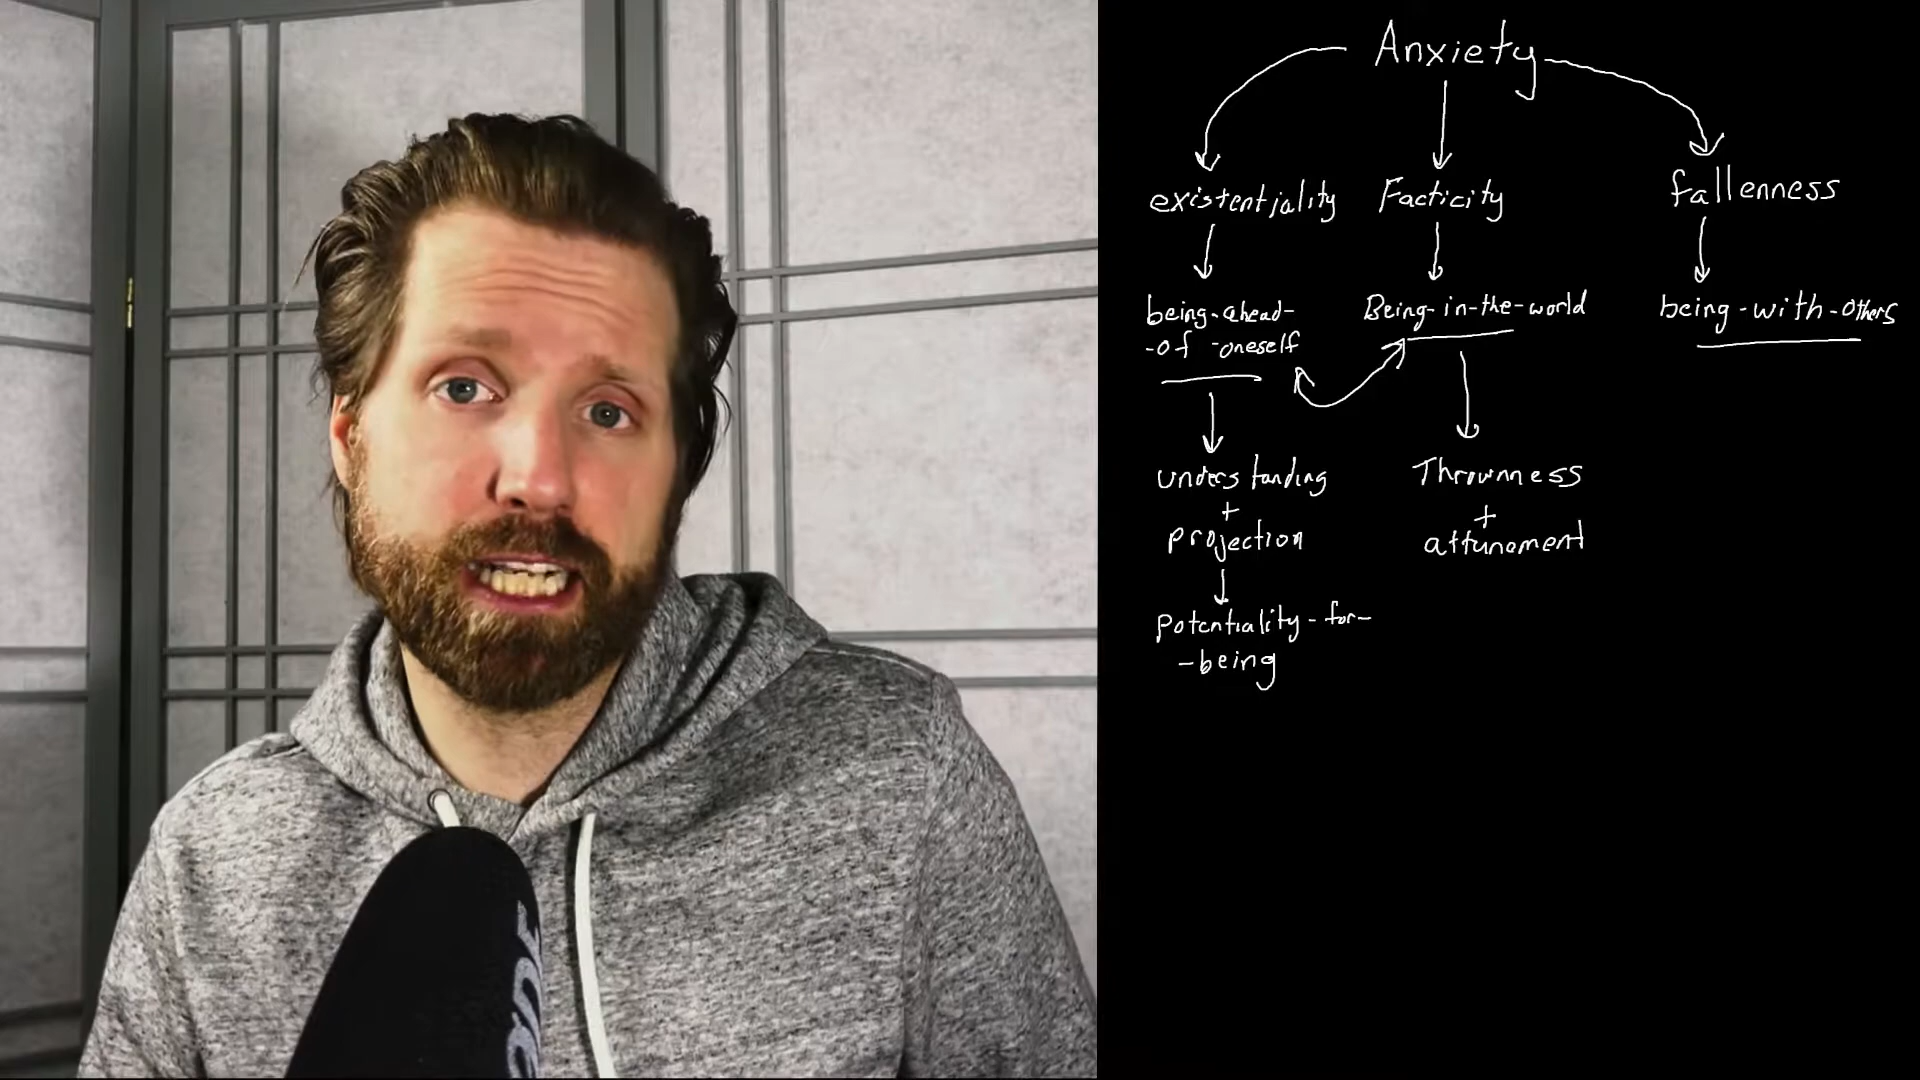 Anxiety
existentiality Facticity fallenness
being-ahead- Being-in-the-world being-with-others
-of-oneself
understanding Thrownness
+ +
projection attunement
potentiality-for-
-being
RØDE